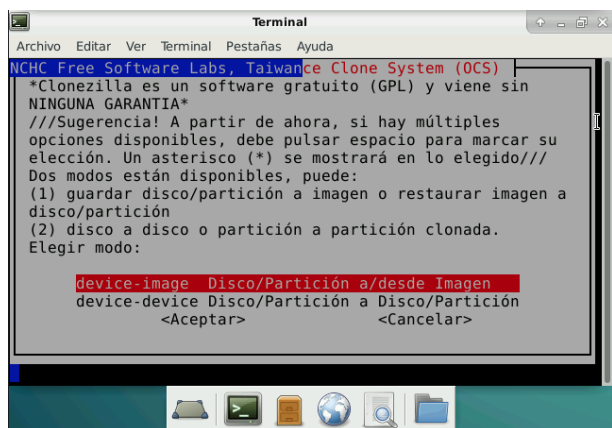 Terminal
Archivo Editar Ver Terminal Pestañas Ayuda
NCHC Free Software Labs, Taiwance Clone System (OCS)
*Clonezilla es un software gratuito (GPL) y viene sin
NINGUNA GARANTIA*
///Sugerencia! A partir de ahora, si hay múltiples
opciones disponibles, debe pulsar espacio para marcar su
elección. Un asterisco (*) se mostrará en lo elegido///
Dos modos están disponibles, puede:
(1) guardar disco/partición a imagen o restaurar imagen a
disco/partición
(2) disco a disco o partición a partición clonada.
Elegir modo:
device-image Disco/Partición a/desde Imagen
device-device Disco/Partición a Disco/Partición
<Aceptar> <Cancelar>